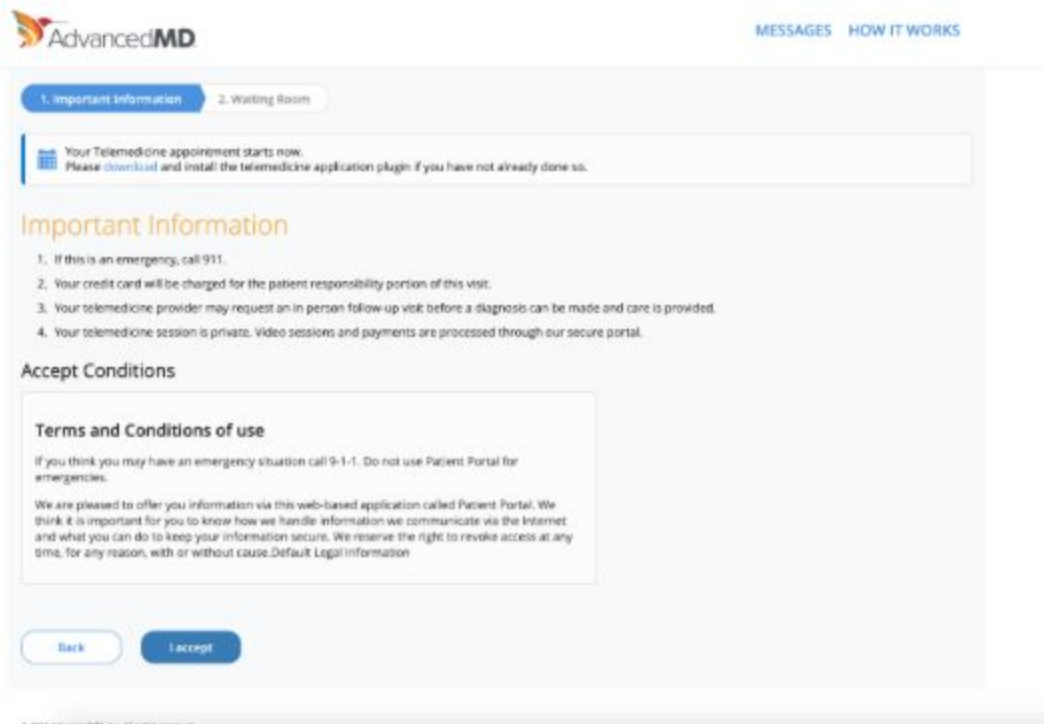 AdvancedMD
MESSAGES HOW IT WORKS
1. Important Information 2. Waiting Room
Your Telemedicine appointment starts now.
Please download and install the telemedicine application plugin if you have not already done so.
Important Information
1. If this is an emergency, call 911.
2. Your credit card will be charged for the patient responsibility portion of this visit.
3. Your telemedicine provider may request an in person follow-up visit before a diagnosis can be made and care is provided.
4. Your telemedicine session is private. Video sessions and payments are processed through our secure portal.
Accept Conditions
Terms and Conditions of use
If you think you may have an emergency situation call 9-1-1. Do not use Patient Portal for
emergencies.
We are pleased to offer you information via this web-based application called Patient Portal. We
think it is important for you to know how we handle information we communicate via the Internet
and what you can do to keep your information secure. We reserve the right to revoke access at any
time, for any reason, with or without cause.Default Legal Information
Back I accept